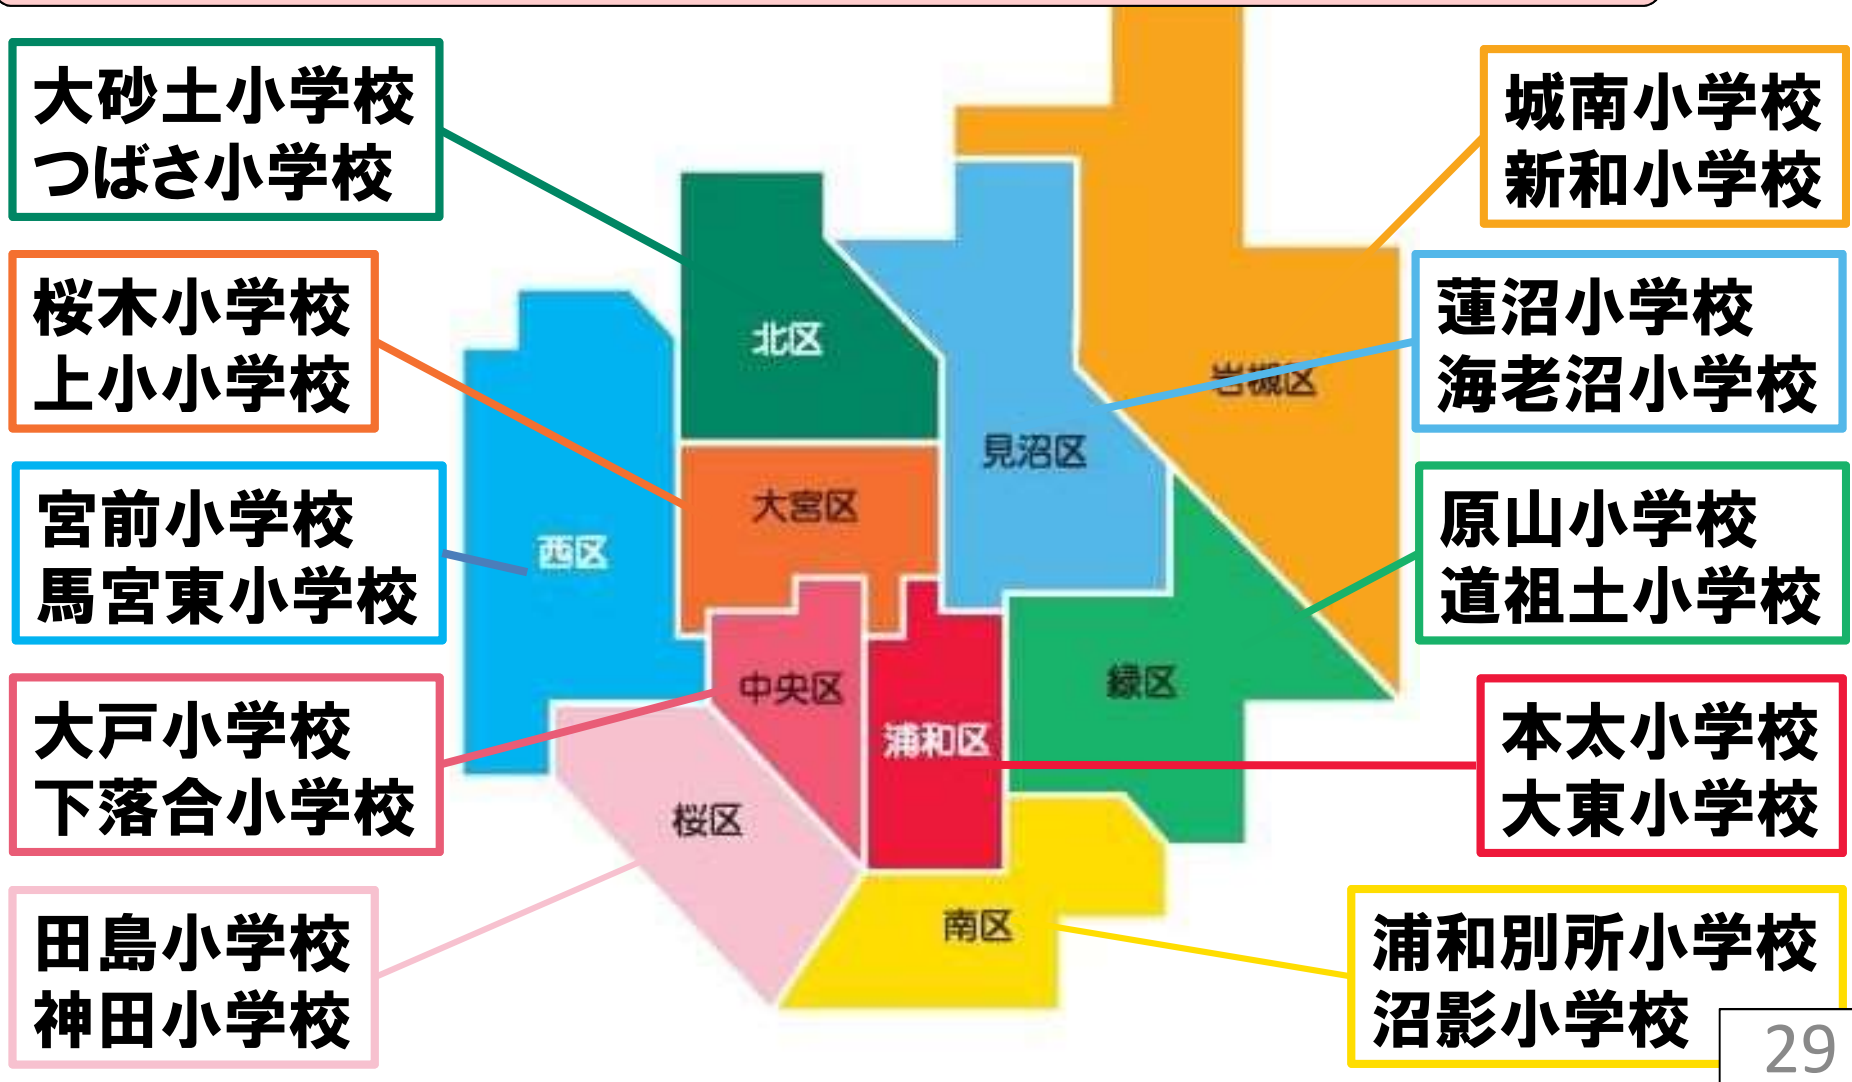 大砂土小学校
つばさ小学校
桜木小学校
上小小学校
宮前小学校
馬宮東小学校
大戸小学校
下落合小学校
田島小学校
神田小学校
北区
大宮区
西区
中央区
桜区
見沼区
岩槻区
緑区
浦和区
南区
城南小学校
新和小学校
蓮沼小学校
海老沼小学校
原山小学校
道祖土小学校
本太小学校
大東小学校
浦和別所小学校
沼影小学校
29